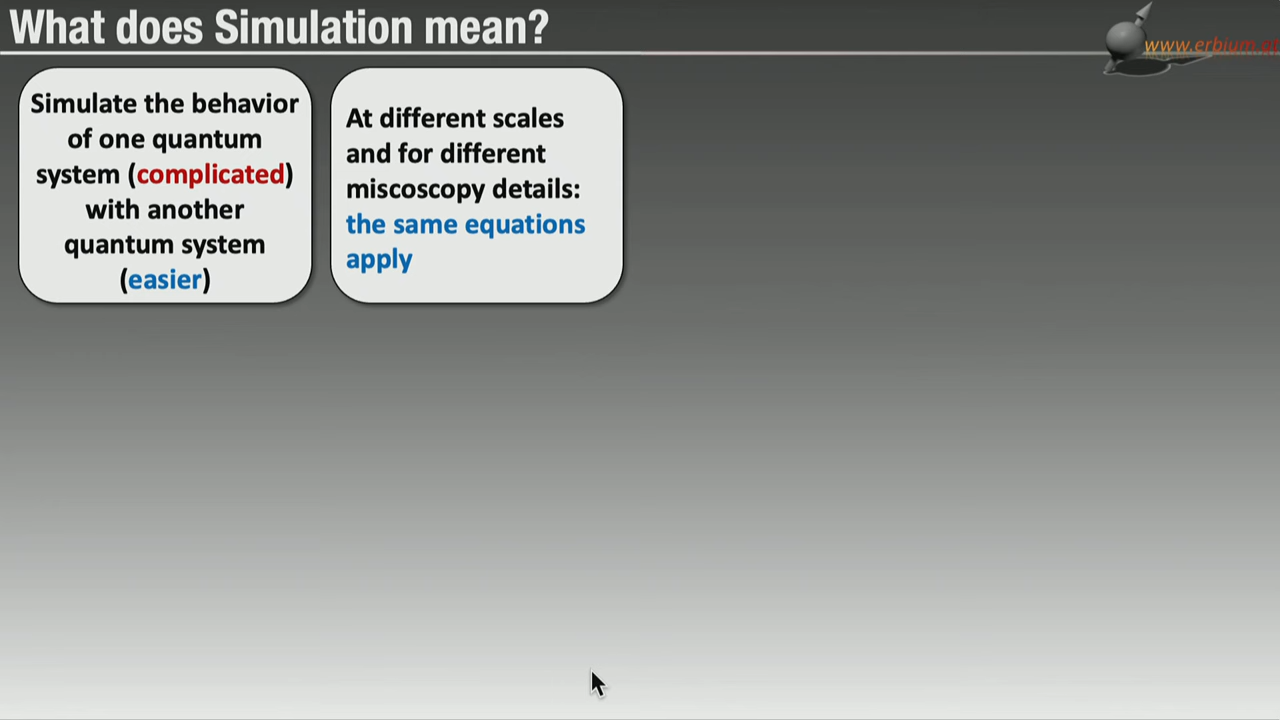 What does Simulation mean?
www.erbium.at
Simulate the behavior
of one quantum
system (complicated)
with another
quantum system
(easier)
At different scales
and for different
miscoscopy details:
the same equations
apply